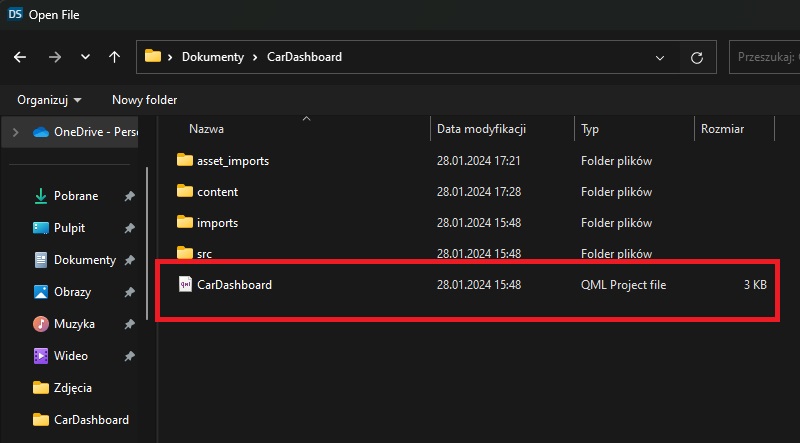 DS Open File
Dokumenty CarDashboard
Przeszukaj:
Organizuj Nowy folder
Nazwa Data modyfikacji Typ Rozmiar
OneDrive - Perso
asset_imports 28.01.2024 17:21 Folder plików
content 28.01.2024 17:28 Folder plików
imports 28.01.2024 15:48 Folder plików
src 28.01.2024 15:48 Folder plików
CarDashboard 28.01.2024 15:48 QML Project file 3 KB
Pobrane
Pulpit
Dokumenty
Obrazy
Muzyka
Wideo
Zdjęcia
CarDashboard